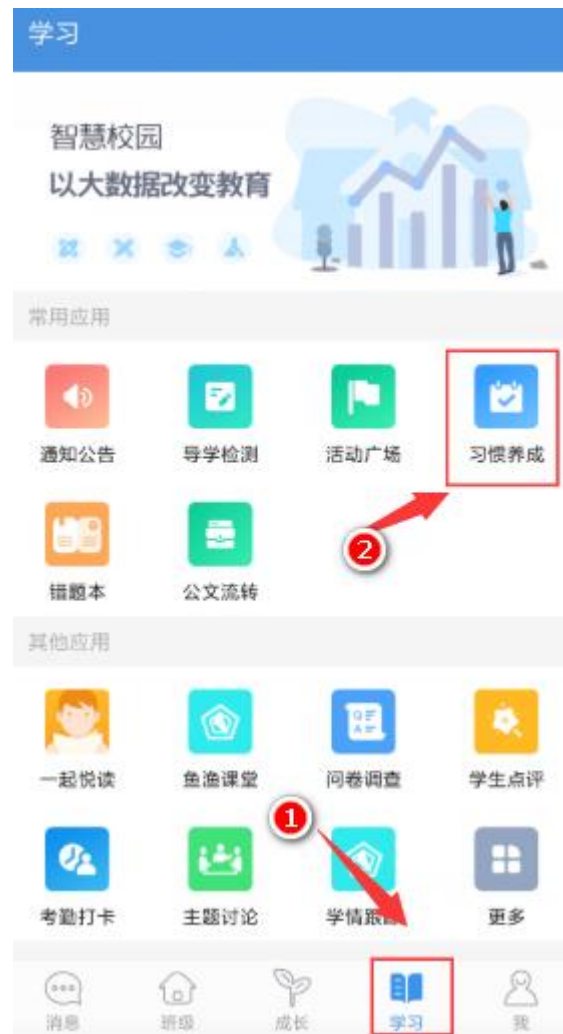 学习
智慧校园
以大数据改变教育
常用应用
通知公告
导学检测
活动广场
习惯养成
2
错题本
公文流转
其他应用
一起悦读
鱼渔课堂
问卷调查
学生点评
1
考勤打卡
主题讨论
学情跟
更多
消息
班级
成长
学习
我